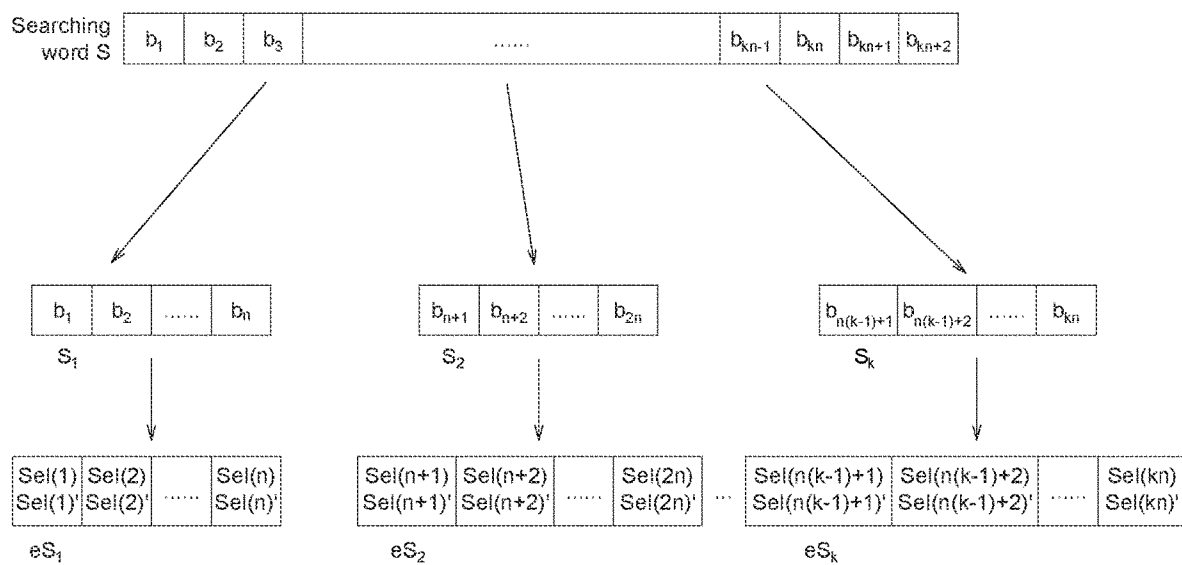 Searching word S b₁ b₂ b₃ ...... bₖₙ₋₁ bₖₙ bₖₙ₊₁ bₖₙ₊₂
b₁ b₂ ...... bₙ bₙ₊₁ bₙ₊₂ ...... b₂ₙ b_{n(k-1)+1} b_{n(k-1)+2} ...... bₖₙ
S₁ S₂ Sₖ
Sel(1) Sel(2) Sel(n) Sel(n+1) Sel(n+2) Sel(2n) Sel(n(k-1)+1) Sel(n(k-1)+2) Sel(kn)
Sel(1)' Sel(2)' ...... Sel(n)' Sel(n+1)' Sel(n+2)' ...... Sel(2n)' ... Sel(n(k-1)+1)' Sel(n(k-1)+2)' ...... Sel(kn)'
eS₁ eS₂ eSₖ